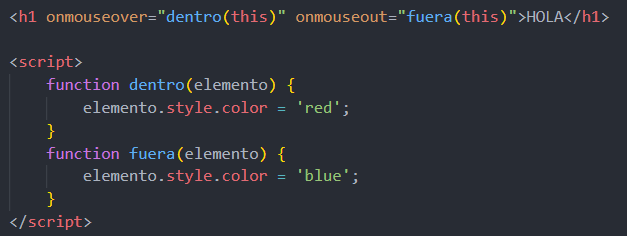 <h1 onmouseover="dentro(this)" onmouseout="fuera(this)">HOLA</h1>
<script>
function dentro(elemento) {
elemento.style.color = 'red';
}
function fuera(elemento) {
elemento.style.color = 'blue';
}
</script>